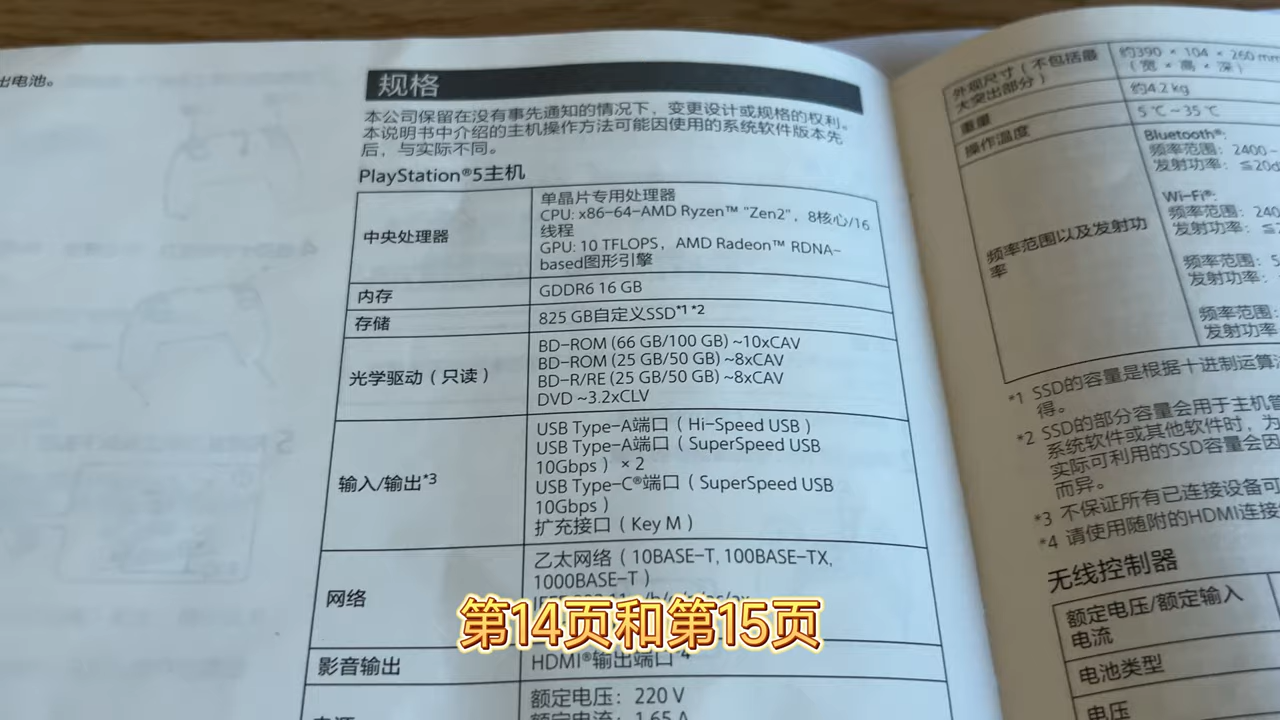 出电池。
规格
本公司保留在没有事先通知的情况下，变更设计或规格的权利。
本说明书中介绍的主机操作方法可能因使用的系统软件版本先
后，与实际不同。
PlayStation®5主机
中央处理器
单晶片专用处理器
CPU: x86-64-AMD Ryzen™ "Zen2"，8核心/16
线程
GPU: 10 TFLOPS，AMD Radeon™ RDNA-
based图形引擎
内存
GDDR6 16 GB
存储
825 GB自定义SSD*1 *2
光学驱动（只读）
BD-ROM (66 GB/100 GB) ~10xCAV
BD-ROM (25 GB/50 GB) ~8xCAV
BD-R/RE (25 GB/50 GB) ~8xCAV
DVD ~3.2xCLV
输入/输出*3
USB Type-A端口（Hi-Speed USB）
USB Type-A端口（SuperSpeed USB
10Gbps）×2
USB Type-C®端口（SuperSpeed USB
10Gbps）
扩充接口（Key M）
网络
乙太网络（10BASE-T, 100BASE-TX,
1000BASE-T）
影音输出
HDMI®输出端口*4
额定电压：220 V
额定电流：1.65 A
外观尺寸（不包括最
大突出部分）
约390 × 104 × 260 mm
（宽×高×深）
重量
约4.2 kg
操作温度
5 ℃~35 ℃
频率范围以及发射功
率
Bluetooth®:
频率范围：2400 –
发射功率：≦20d
Wi-Fi®:
频率范围：240
发射功率：≦
频率范围：5
发射功率：
频率范围：
发射功率
*1 SSD的容量是根据十进制运算
得。
*2 SSD的部分容量会用于主机管
系统软件或其他软件时，为
实际可利用的SSD容量会因
而异。
*3 不保证所有已连接设备可
*4 请使用随附的HDMI连接
无线控制器
额定电压/额定输入
电流
电池类型
电压
第14页和第15页